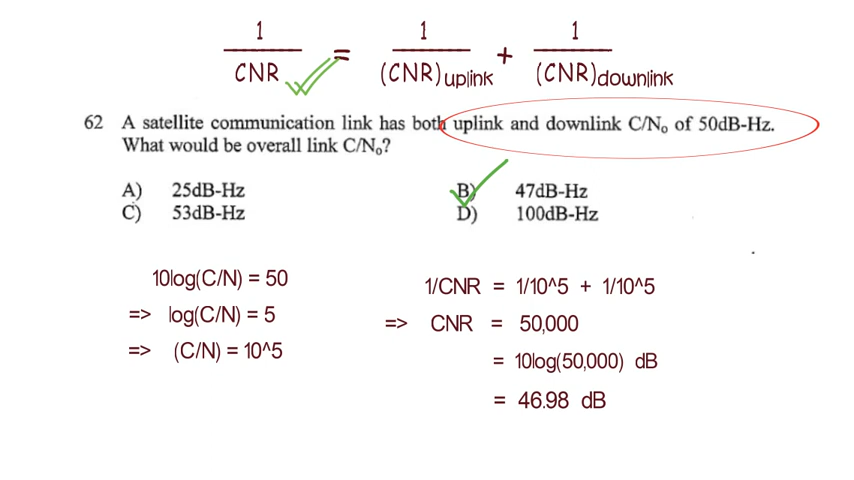 1 1 1
CNR = (CNR)uplink + (CNR)downlink
62 A satellite communication link has both uplink and downlink C/No of 50dB-Hz.
What would be overall link C/No?
A) 25dB-Hz B) 47dB-Hz
C) 53dB-Hz D) 100dB-Hz
10log(C/N) = 50
=> log(C/N) = 5
=> (C/N) = 10^5
1/CNR = 1/10^5 + 1/10^5
=> CNR = 50,000
= 10log(50,000) dB
= 46.98 dB